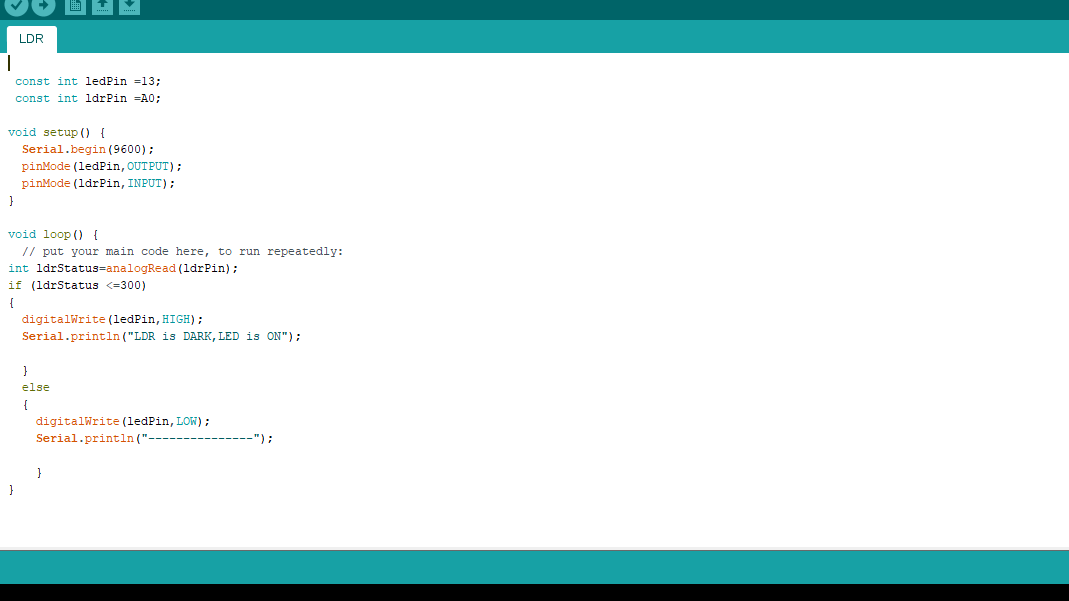 LDR
const int ledPin =13;
const int ldrPin =A0;
void setup() {
Serial.begin(9600);
pinMode(ledPin,OUTPUT);
pinMode(ldrPin,INPUT);
}
void loop() {
// put your main code here, to run repeatedly:
int ldrStatus=analogRead(ldrPin);
if (ldrStatus <=300)
{
digitalWrite(ledPin,HIGH);
Serial.println("LDR is DARK,LED is ON");
}
else
{
digitalWrite(ledPin,LOW);
Serial.println("---------------");
}
}